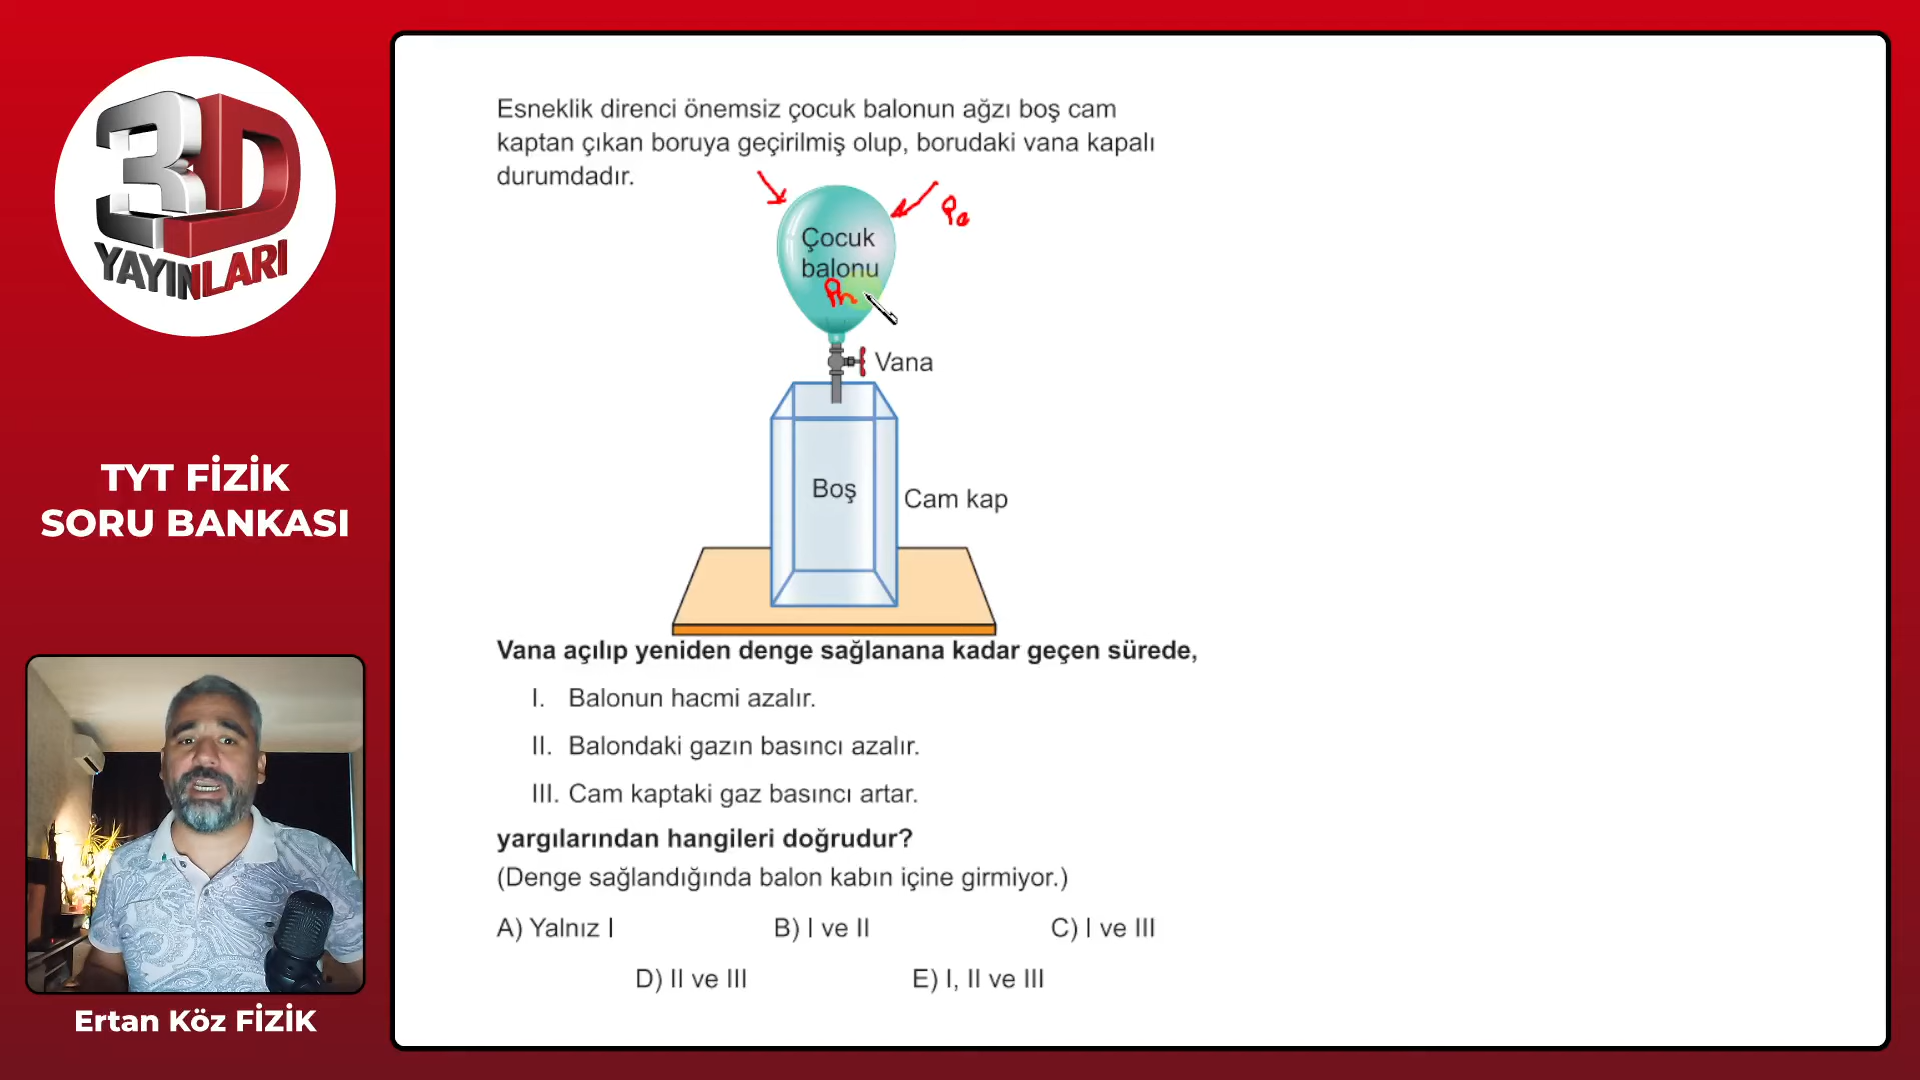 3D
YAYINLARI
TYT FİZİK
SORU BANKASI
Ertan Köz FİZİK
Esneklik direnci önemsiz çocuk balonun ağzı boş cam
kaptan çıkan boruya geçirilmiş olup, borudaki vana kapalı
durumdadır.
P₀
Çocuk
balonu
Vana
Boş
Cam kap
Vana açılıp yeniden denge sağlanana kadar geçen sürede,
I. Balonun hacmi azalır.
II. Balondaki gazın basıncı azalır.
III. Cam kaptaki gaz basıncı artar.
yargılarından hangileri doğrudur?
(Denge sağlandığında balon kabın içine girmiyor.)
A) Yalnız I
B) I ve II
C) I ve III
D) II ve III
E) I, II ve III